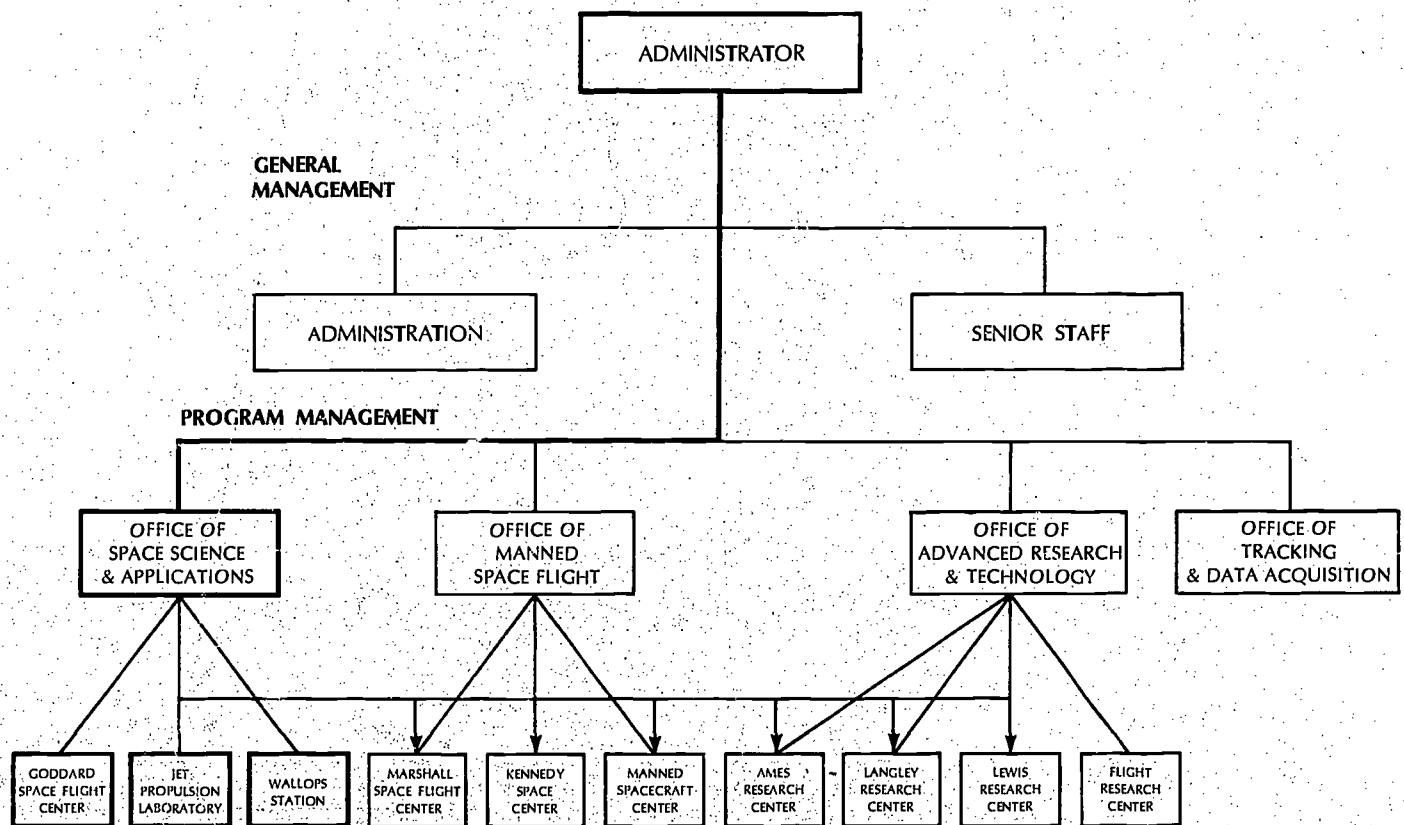 ADMINISTRATOR
GENERAL
MANAGEMENT
ADMINISTRATION
SENIOR STAFF
PROGRAM MANAGEMENT
OFFICE OF
SPACE SCIENCE
& APPLICATIONS
OFFICE OF
MANNED
SPACE FLIGHT
OFFICE OF
ADVANCED RESEARCH
& TECHNOLOGY
OFFICE OF
TRACKING
& DATA ACQUISITION
GODDARD
SPACE FLIGHT
CENTER
JET
PROPULSION
LABORATORY
WALLOPS
STATION
MARSHALL
SPACE FLIGHT
CENTER
KENNEDY
SPACE
CENTER
MANNED
SPACECRAFT
CENTER
AMES
RESEARCH
CENTER
LANGLEY
RESEARCH
CENTER
LEWIS
RESEARCH
CENTER
FLIGHT
RESEARCH
CENTER